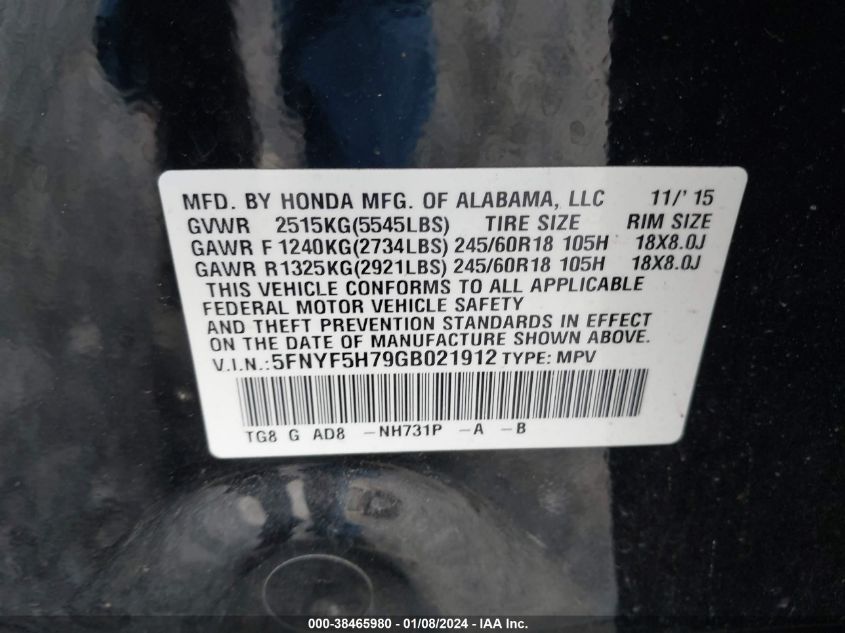 MFD. BY HONDA MFG. OF ALABAMA, LLC 11/' 15
GVWR 2515KG(5545LBS) TIRE SIZE RIM SIZE
GAWR F 1240KG(2734LBS) 245/60R18 105H 18X8.0J
GAWR R 1325KG(2921LBS) 245/60R18 105H 18X8.0J
THIS VEHICLE CONFORMS TO ALL APPLICABLE
FEDERAL MOTOR VEHICLE SAFETY
AND THEFT PREVENTION STANDARDS IN EFFECT
ON THE DATE OF MANUFACTURE SHOWN ABOVE.
V.I.N.: 5FNYF5H79GB021912 TYPE: MPV
TG8 G AD8 -NH731P -A -B
000-38465980 - 01/08/2024 - IAA Inc.